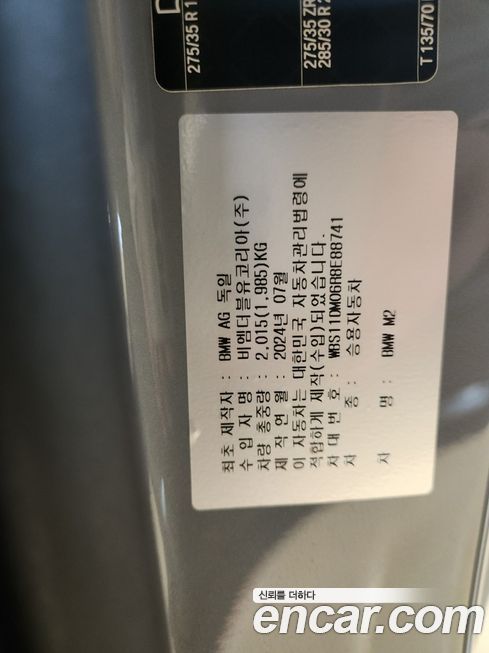 275/35 R 1
275/35 ZR
285/30 R 2
T 135/70
최초 제작자 : BMW AG 독일
수 입 자 명 : 비엠더블유코리아(주)
차량 총중량 : 2,015(1,985)KG
제 작 연 월 : 2024년 07월
이 자동차는 대한민국 자동차관리법령에
적합하게 제작(수입)되었습니다.
차 대 번 호 : WBS11DM06R8E88741
차 종 : 승용자동차
차 명 : BMW M2
신뢰를 더하다
encar.com